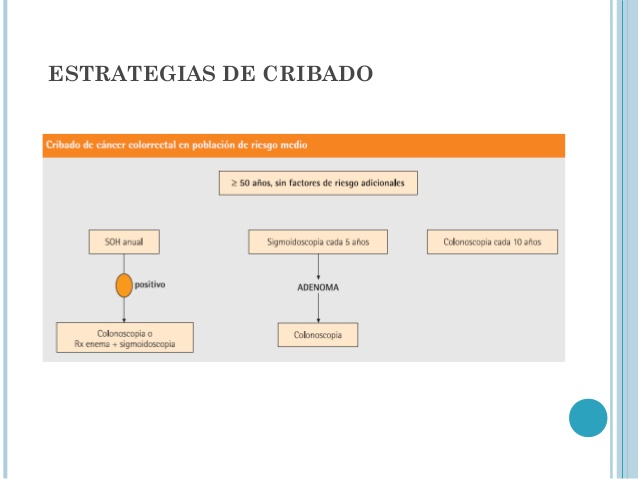 ESTRATEGIAS DE CRIBADO
Cribado de cáncer colorrectal en población de riesgo medio
≥ 50 años, sin factores de riesgo adicionales
SOH anual
Sigmoidoscopia cada 5 años
Colonoscopia cada 10 años
positivo
ADENOMA
Colonoscopia o
Rx enema + sigmoidoscopia
Colonoscopia